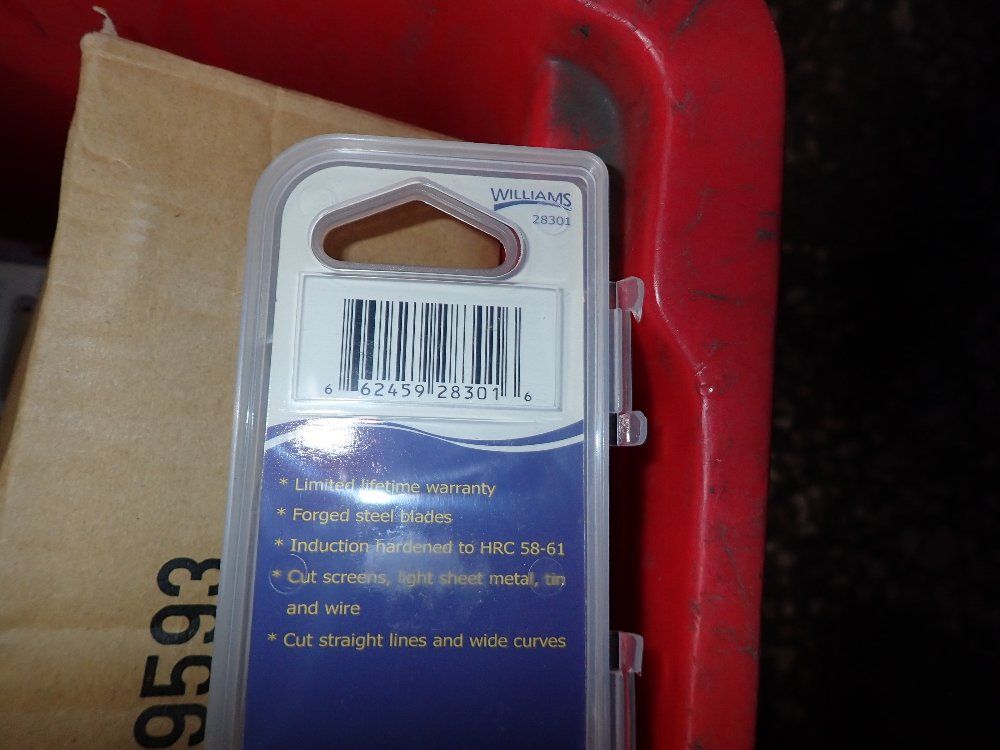 WILLIAMS
28301
6 62459 28301 6
* Limited lifetime warranty
* Forged steel blades
* Induction hardened to HRC 58-61
* Cut screens, light sheet metal, tin
and wire
* Cut straight lines and wide curves
9593